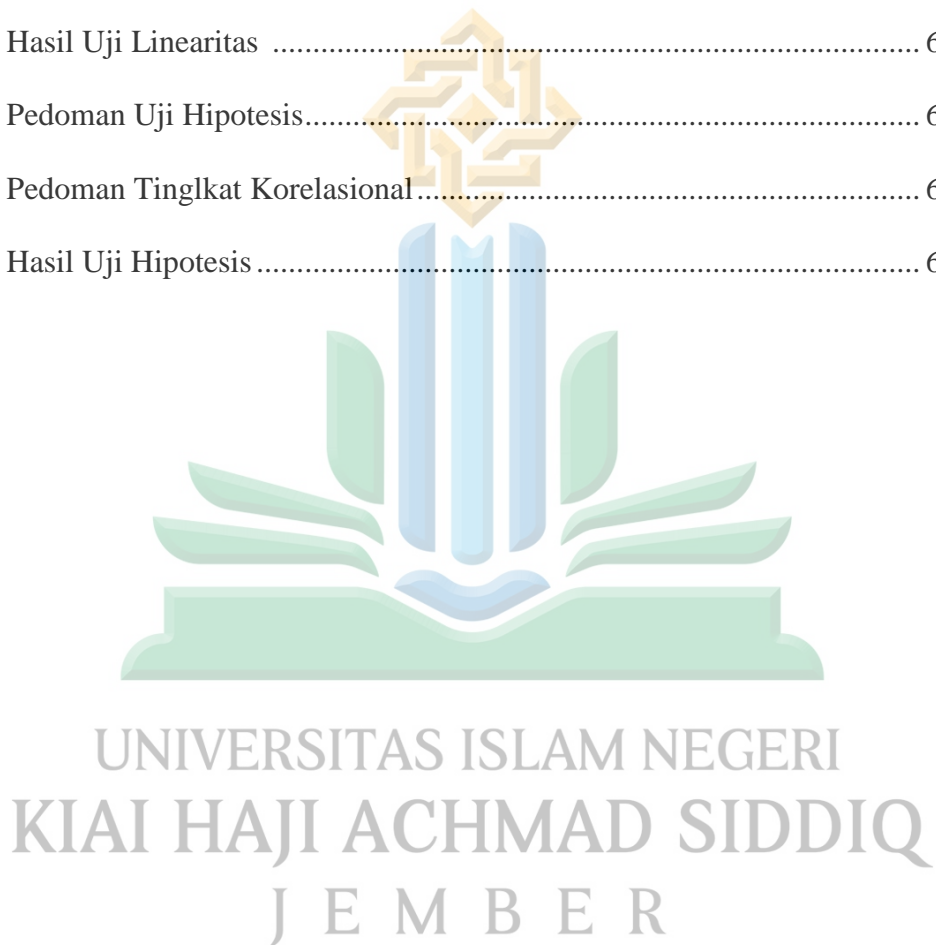 Hasil Uji Linearitas ................................................................................. 6
Pedoman Uji Hipotesis............................................................................. 6
Pedoman Tinglkat Korelasional............................................................... 6
Hasil Uji Hipotesis ................................................................................... 6
UNIVERSITAS ISLAM NEGERI
KIAI HAJI ACHMAD SIDDIQ
J E M B E R